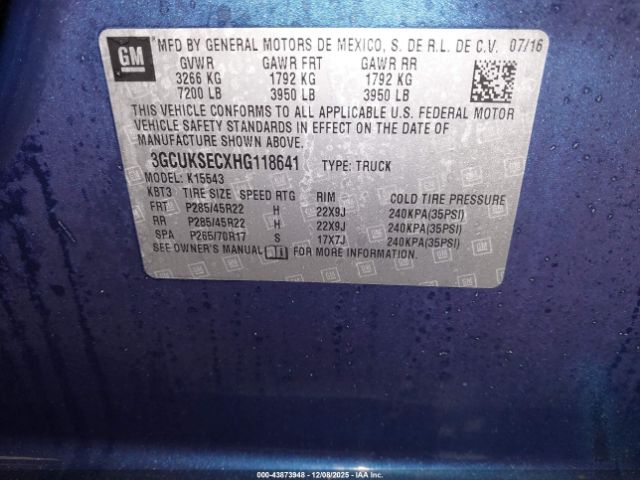 GM
MFD BY GENERAL MOTORS DE MEXICO, S. DE R.L. DE C.V. 07/16
GVWR GAWR FRT GAWR RR
3266 KG 1792 KG 1792 KG
7200 LB 3950 LB 3950 LB
THIS VEHICLE CONFORMS TO ALL APPLICABLE U.S. FEDERAL MOTOR
VEHICLE SAFETY STANDARDS IN EFFECT ON THE DATE OF
MANUFACTURE SHOWN ABOVE.
3GCUKSECXHG118641 TYPE: TRUCK
MODEL: K15543
KBT3 TIRE SIZE SPEED RTG RIM COLD TIRE PRESSURE
FRT P285/45R22 H 22X9J 240KPA(35PSI)
RR P285/45R22 H 22X9J 240KPA(35PSI)
SPA P265/70R17 S 17X7J 240KPA(35PSI)
SEE OWNER'S MANUAL FOR MORE INFORMATION.
000-43873948 - 12/08/2025 - IAA Inc.